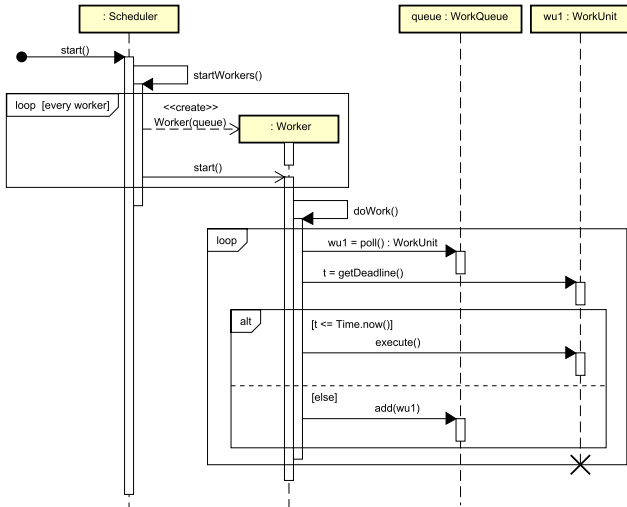 : Scheduler
queue : WorkQueue
wu1 : WorkUnit
start()
startWorkers()
loop [every worker]
<<create>>
Worker(queue)
: Worker
start()
doWork()
loop
wu1 = poll() : WorkUnit
t = getDeadline()
alt
[t <= Time.now()]
execute()
[else]
add(wu1)